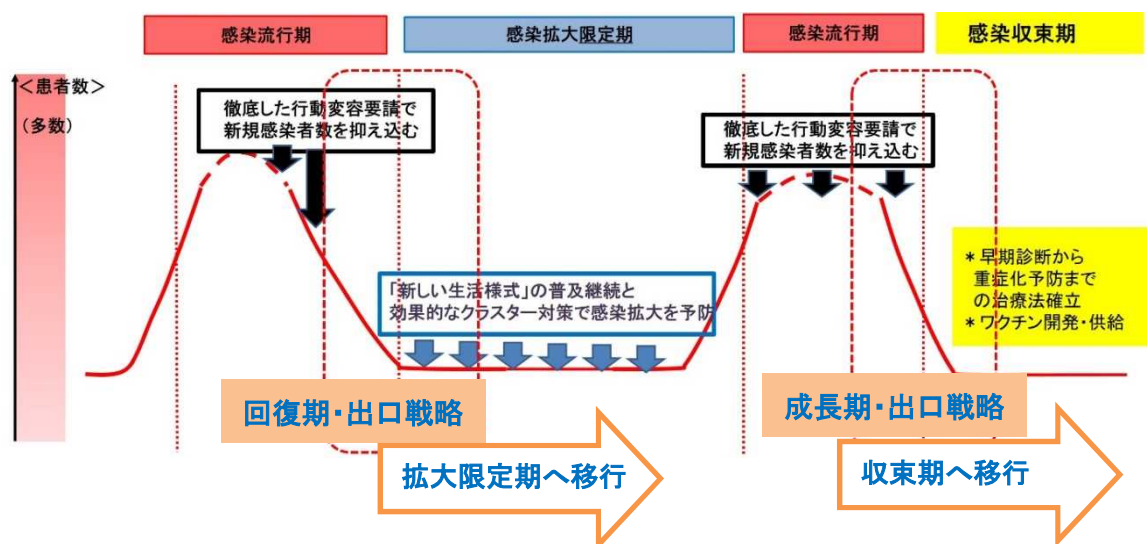 感染流行期
感染拡大限定期
感染流行期
感染収束期
＜患者数＞
（多数）
徹底した行動変容要請で
新規感染者数を抑え込む
徹底した行動変容要請で
新規感染者数を抑え込む
「新しい生活様式」の普及継続と
効果的なクラスター対策で感染拡大を予防
＊早期診断から
重症化予防まで
の治療法確立
＊ワクチン開発・供給
回復期・出口戦略
拡大限定期へ移行
成長期・出口戦略
収束期へ移行